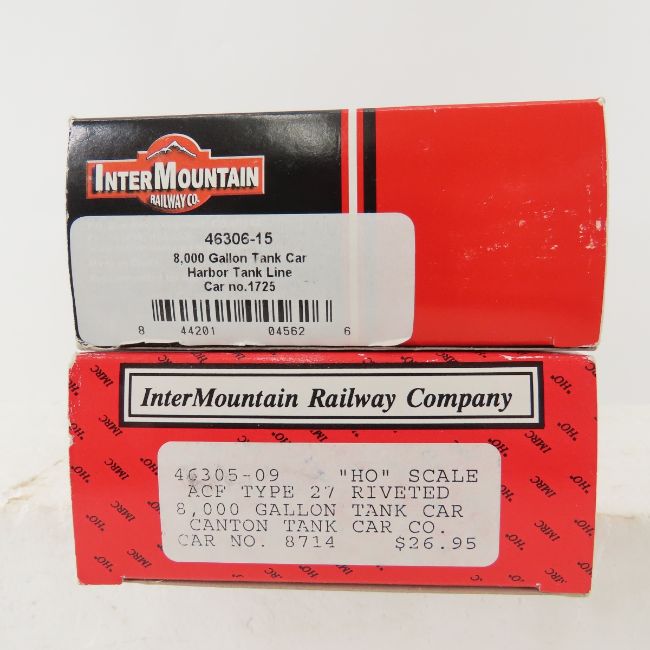 INTERMOUNTAIN
RAILWAY CO.
46306-15
8,000 Gallon Tank Car
Harbor Tank Line
Car no.1725
8 44201 04562 6
InterMountain Railway Company
46305-09 "HO" SCALE
ACF TYPE 27 RIVETED
8,000 GALLON TANK CAR
CANTON TANK CAR CO.
CAR NO. 8714 $26.95
"HO" IMRC